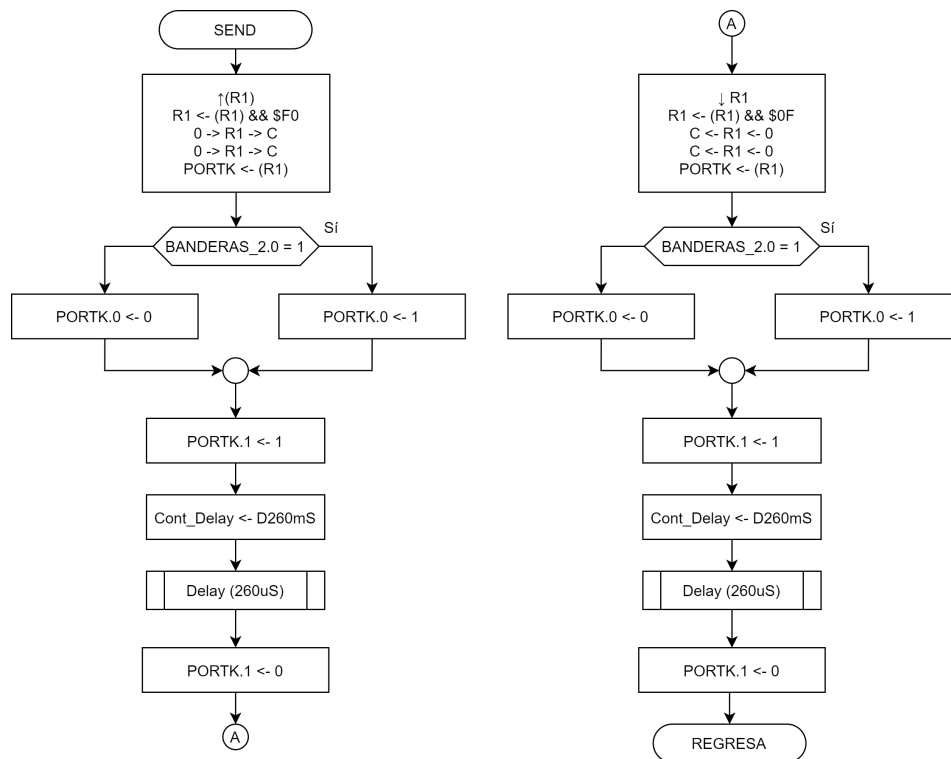 SEND
↑(R1)
R1 <- (R1) && $F0
0 -> R1 -> C
0 -> R1 -> C
PORTK <- (R1)
Sí
BANDERAS_2.0 = 1
PORTK.0 <- 0
PORTK.0 <- 1
PORTK.1 <- 1
Cont_Delay <- D260mS
Delay (260uS)
PORTK.1 <- 0
A
A
↓ R1
R1 <- (R1) && $0F
C <- R1 <- 0
C <- R1 <- 0
PORTK <- (R1)
Sí
BANDERAS_2.0 = 1
PORTK.0 <- 0
PORTK.0 <- 1
PORTK.1 <- 1
Cont_Delay <- D260mS
Delay (260uS)
PORTK.1 <- 0
REGRESA